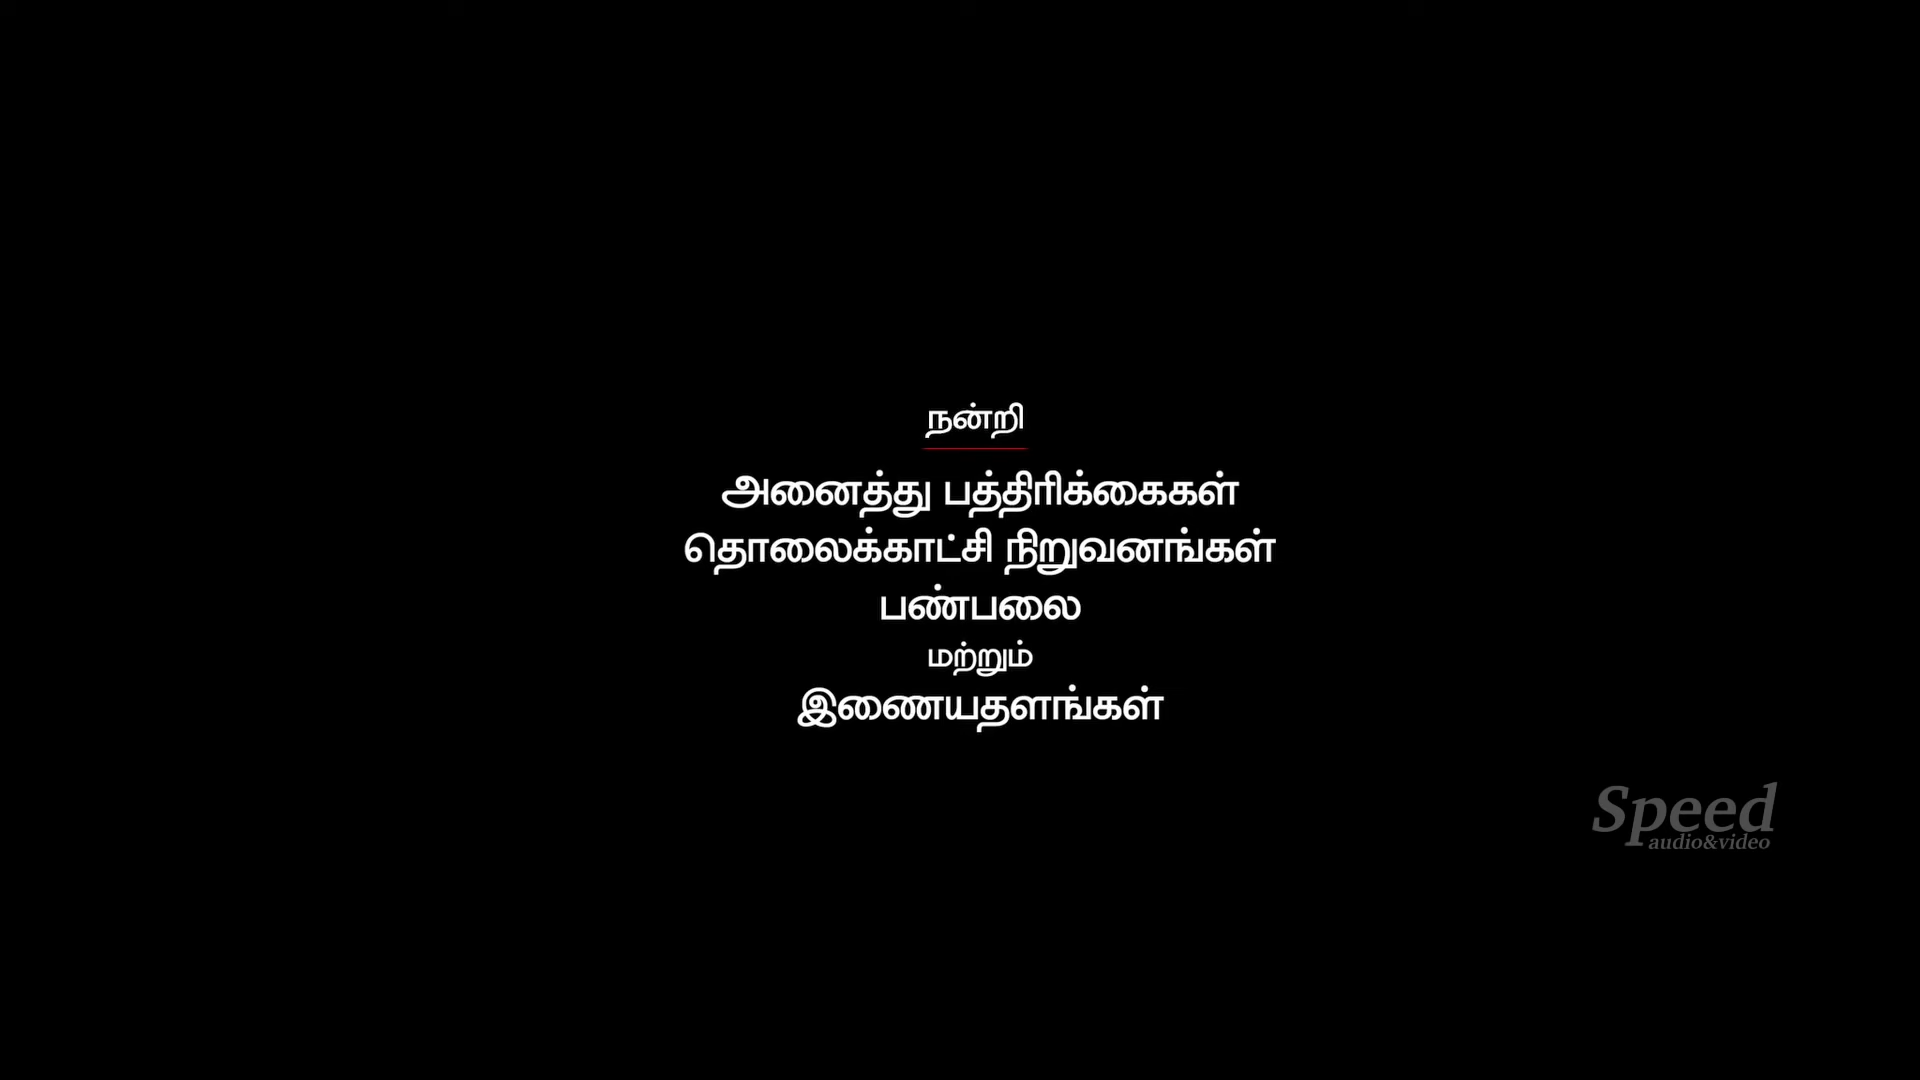 நன்றி
அனைத்து பத்திரிக்கைகள்
தொலைக்காட்சி நிறுவனங்கள்
பண்பலை
மற்றும்
இணையதளங்கள்
Speed
audio&video